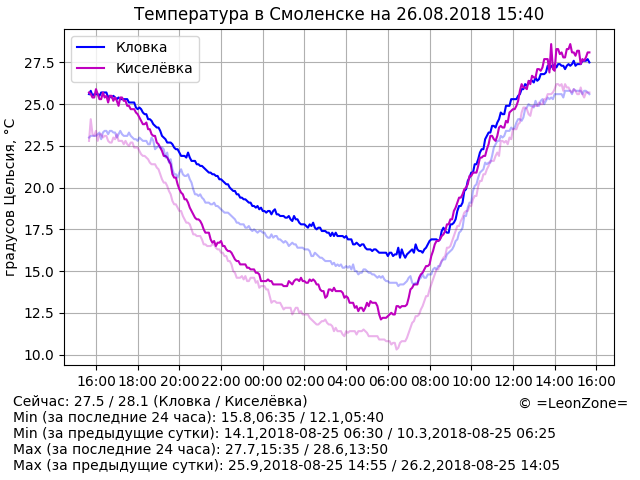 Температура в Смоленске на 26.08.2018 15:40
Кловка
Киселёвка
градусов Цельсия, °C
27.5
25.0
22.5
20.0
17.5
15.0
12.5
10.0
16:00 18:00 20:00 22:00 00:00 02:00 04:00 06:00 08:00 10:00 12:00 14:00 16:00
Сейчас: 27.5 / 28.1 (Кловка / Киселёвка)
© =LeonZone=
Min (за последние 24 часа): 15.8,06:35 / 12.1,05:40
Min (за предыдущие сутки): 14.1,2018-08-25 06:30 / 10.3,2018-08-25 06:25
Max (за последние 24 часа): 27.7,15:35 / 28.6,13:50
Max (за предыдущие сутки): 25.9,2018-08-25 14:55 / 26.2,2018-08-25 14:05